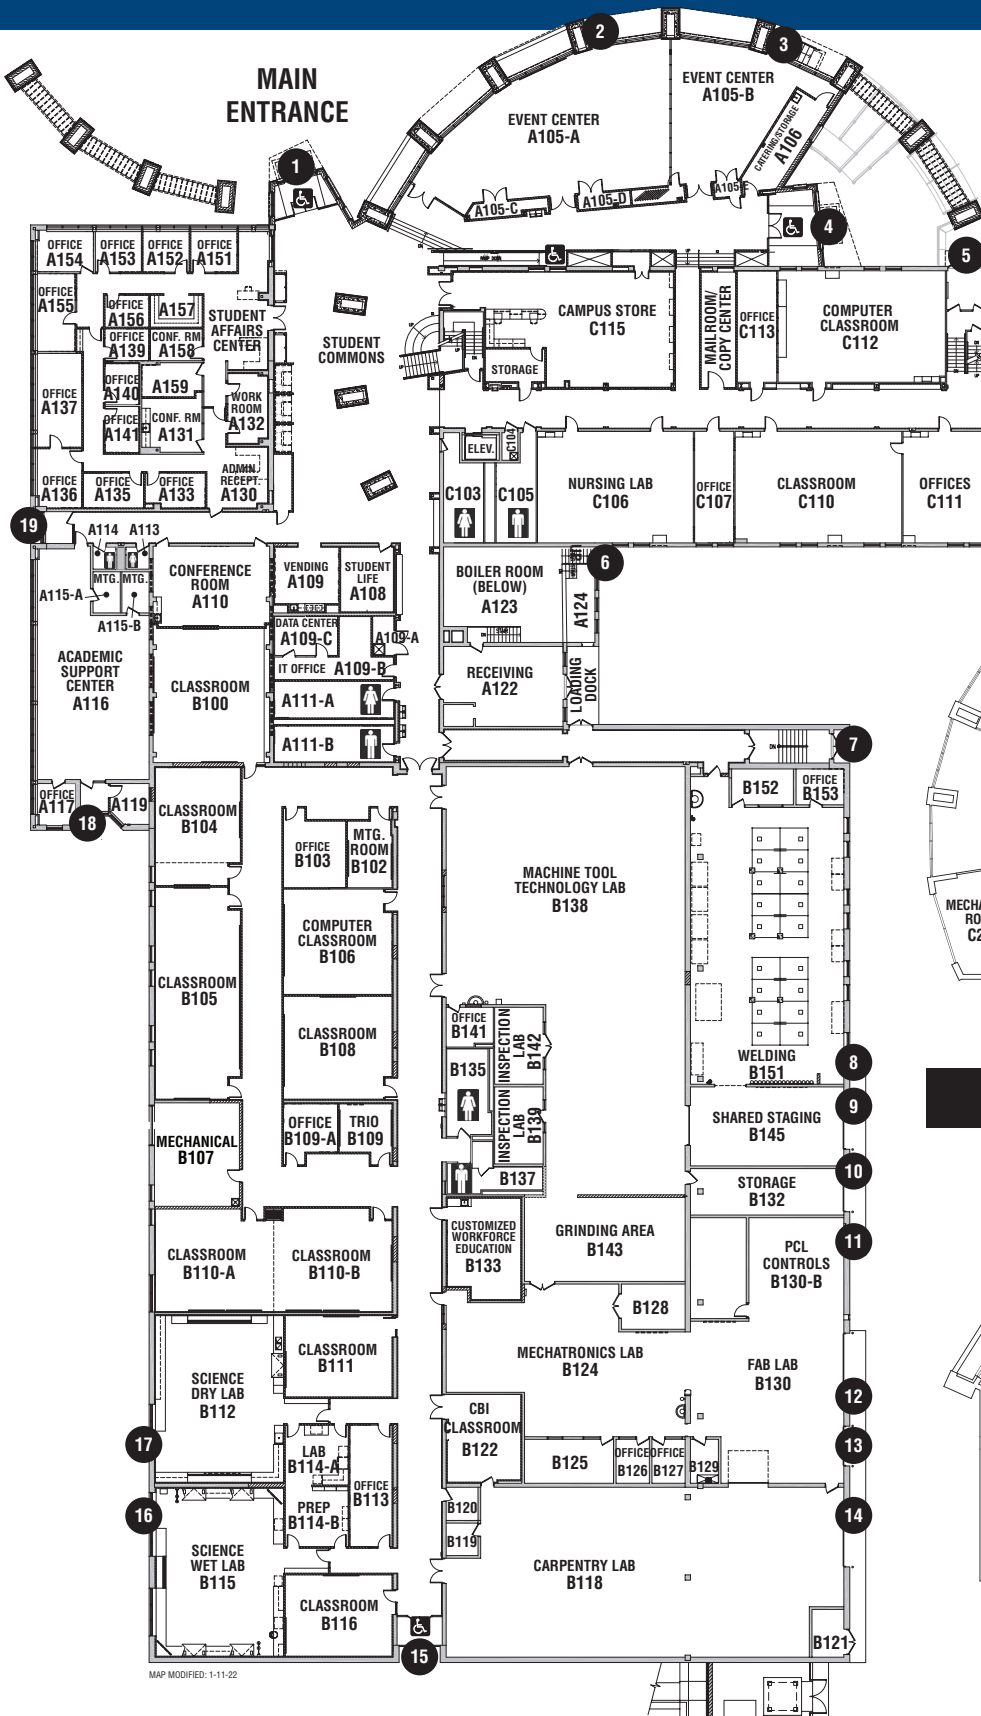 MAIN
ENTRANCE
1
2
3
4
5
EVENT CENTER
A105-A
EVENT CENTER
A105-B
CATERING/STORAGE
A106
A105-C
A105-D
A105-
OFFICE
A154
OFFICE
A153
OFFICE
A152
OFFICE
A151
OFFICE
A155
OFFICE
A156
A157
STUDENT
AFFAIRS
CENTER
OFFICE
A139
CONF. RM
A158
OFFICE
A137
OFFICE
A140
A159
WORK
ROOM
A132
OFFICE
A141
CONF. RM
A131
OFFICE
A136
OFFICE
A135
OFFICE
A133
ADMIN.
RECEPT.
A130
STUDENT
COMMONS
CAMPUS STORE
C115
STORAGE
MAIL ROOM/
COPY CENTER
OFFICE
C113
COMPUTER
CLASSROOM
C112
ELEV.
C104
C103
C105
NURSING LAB
C106
OFFICE
C107
CLASSROOM
C110
OFFICES
C111
19
A114
A113
MTG.
MTG.
A115-A
A115-B
CONFERENCE
ROOM
A110
VENDING
A109
STUDENT
LIFE
A108
DATA CENTER
A109-C
A109-A
IT OFFICE
A109-B
A111-A
A111-B
ACADEMIC
SUPPORT
CENTER
A116
CLASSROOM
B100
BOILER ROOM
(BELOW)
A123
A124
6
RECEIVING
A122
LOADING
DOCK
DN
7
OFFICE
A117
A119
18
CLASSROOM
B104
OFFICE
B103
MTG.
ROOM
B102
COMPUTER
CLASSROOM
B106
CLASSROOM
B105
CLASSROOM
B108
MACHINE TOOL
TECHNOLOGY LAB
B138
B152
OFFICE
B153
MECHA
RO
C2
OFFICE
B141
INSPECTION
LAB
B142
B135
INSPECTION
LAB
B139
B137
WELDING
B151
8
9
SHARED STAGING
B145
10
STORAGE
B132
MECHANICAL
B107
OFFICE
B109-A
TRIO
B109
CLASSROOM
B110-A
CLASSROOM
B110-B
CUSTOMIZED
WORKFORCE
EDUCATION
B133
GRINDING AREA
B143
11
PCL
CONTROLS
B130-B
B128
MECHATRONICS LAB
B124
FAB LAB
B130
CLASSROOM
B111
SCIENCE
DRY LAB
B112
12
CBI
CLASSROOM
B122
B125
OFFICE
B126
OFFICE
B127
B129
13
17
LAB
B114-A
OFFICE
B113
PREP
B114-B
16
B120
B119
14
SCIENCE
WET LAB
B115
CARPENTRY LAB
B118
CLASSROOM
B116
B121
15
MAP MODIFIED: 1-11-22